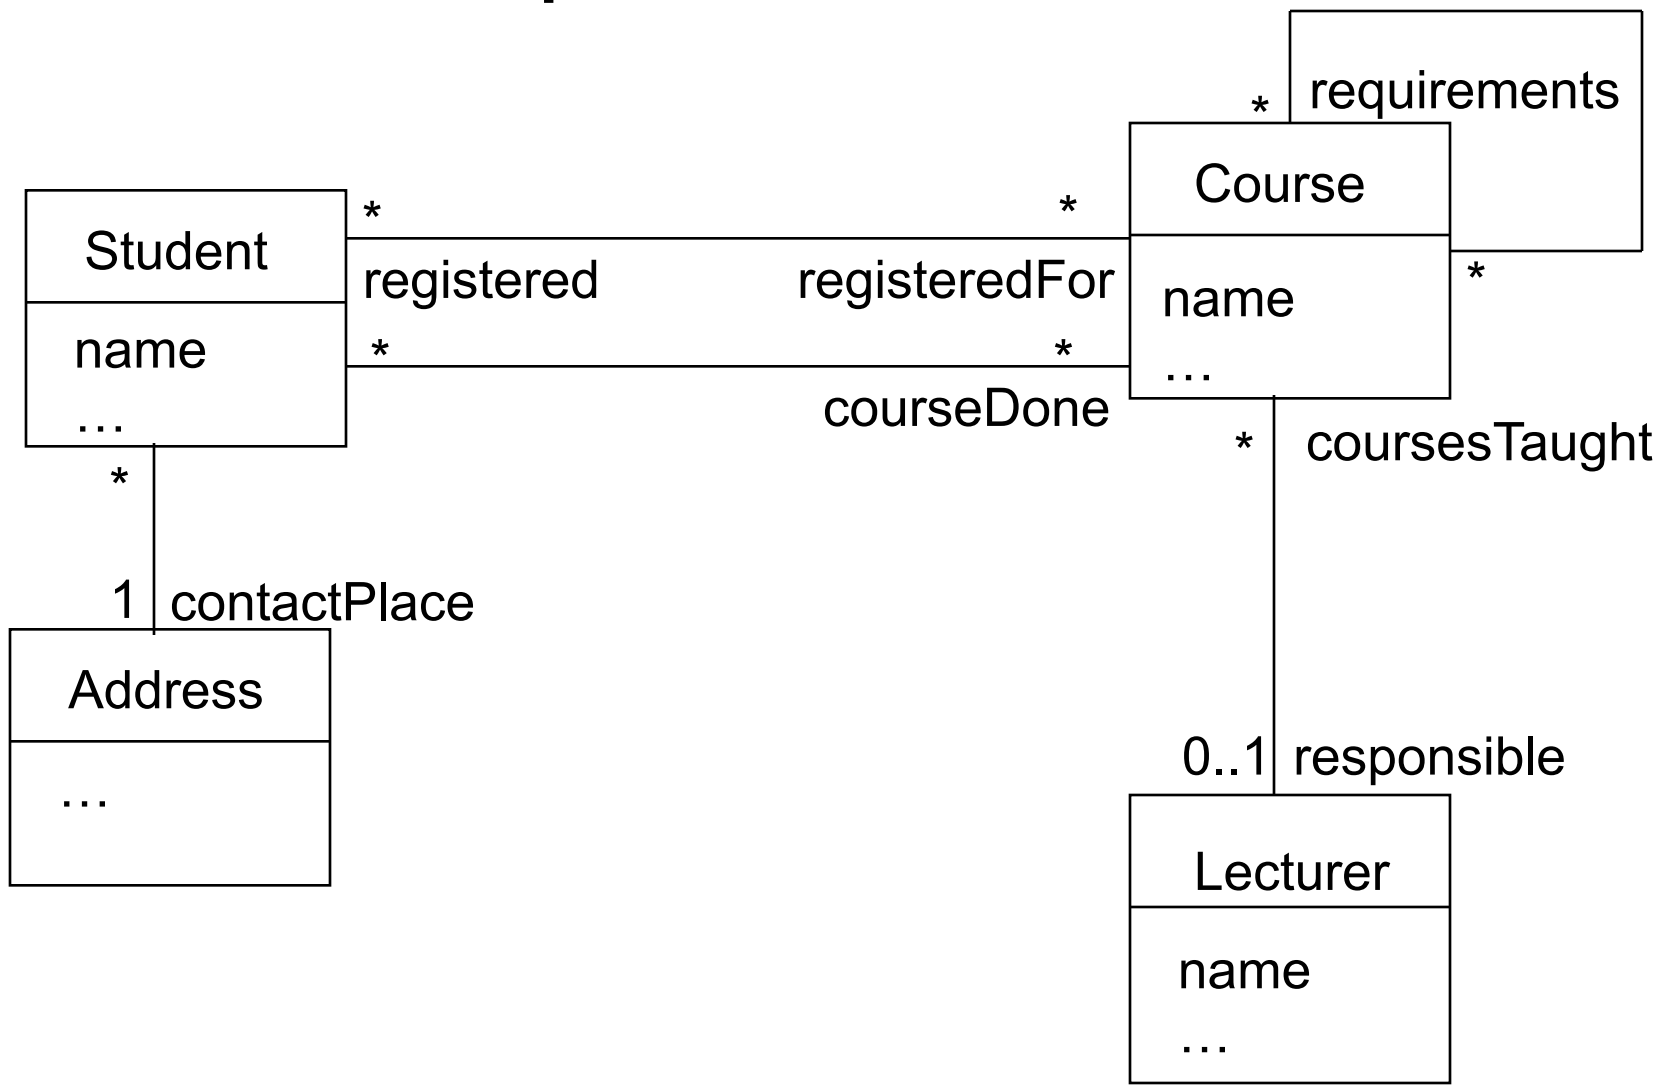 requirements
*
Course
*
*
Student
registered
registeredFor
*
name
name
*
*
…
courseDone
…
*
coursesTaught
*
1
contactPlace
Address
0..1
responsible
…
Lecturer
name
…